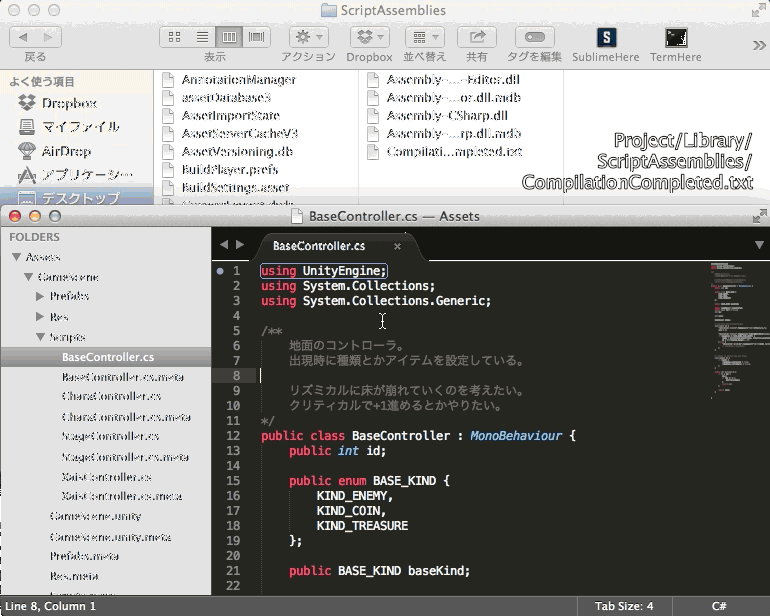 ScriptAssemblies
戻る
表示
アクション
Dropbox
並べ替え
共有
タグを編集
SublimeHere
TermHere
よく使う項目
Dropbox
マイファイル
AirDrop
アプリケーシ…
デスクトップ
AnnotationManager
assetDatabase3
AssetImportState
AssetServerCacheV3
AssetVersioning.db
BuildPlayer.prefs
BuildSettings.asset
Assembly-…-Editor.dll
Assembly-…or.dll.mdb
Assembly-CSharp.dll
Assembly-…rp.dll.mdb
Compilati…mpleted.txt
Project/Library/
ScriptAssemblies/
CompilationCompleted.txt
BaseController.cs — Assets
FOLDERS
Assets
GameScene
Prefabs
Res
Scripts
BaseController.cs
BaseController.cs.meta
CharaController.cs
CharaController.cs.meta
StageController.cs
StageController.cs.meta
XaisController.cs
XaisController.cs.meta
GameScene.unity
GameScene.unity.meta
Prefabs.meta
Res.meta
BaseController.cs ×
1 using UnityEngine;
2 using System.Collections;
3 using System.Collections.Generic;
4
5 /**
6 地面のコントローラ。
7 出現時に種類とかアイテムを設定している。
8
9 リズミカルに床が崩れていくのを考えたい。
10 クリティカルで+1進めるとかやりたい。
11 */
12 public class BaseController : MonoBehaviour {
13 public int id;
14
15 public enum BASE_KIND {
16 KIND_ENEMY,
17 KIND_COIN,
18 KIND_TREASURE
19 };
20
21 public BASE_KIND baseKind;
22
Line 8, Column 1
Tab Size: 4
C#